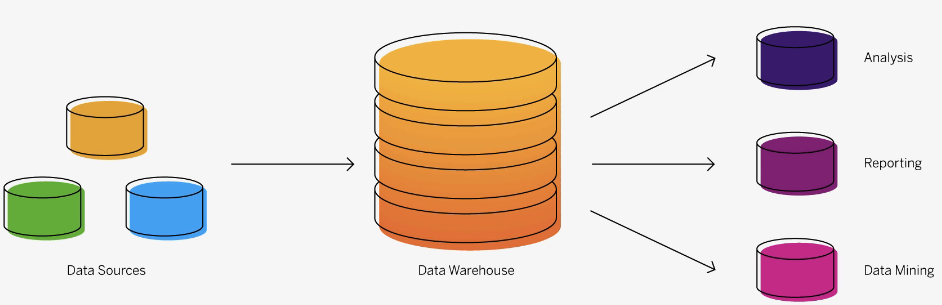 Data Sources
Data Warehouse
Analysis
Reporting
Data Mining